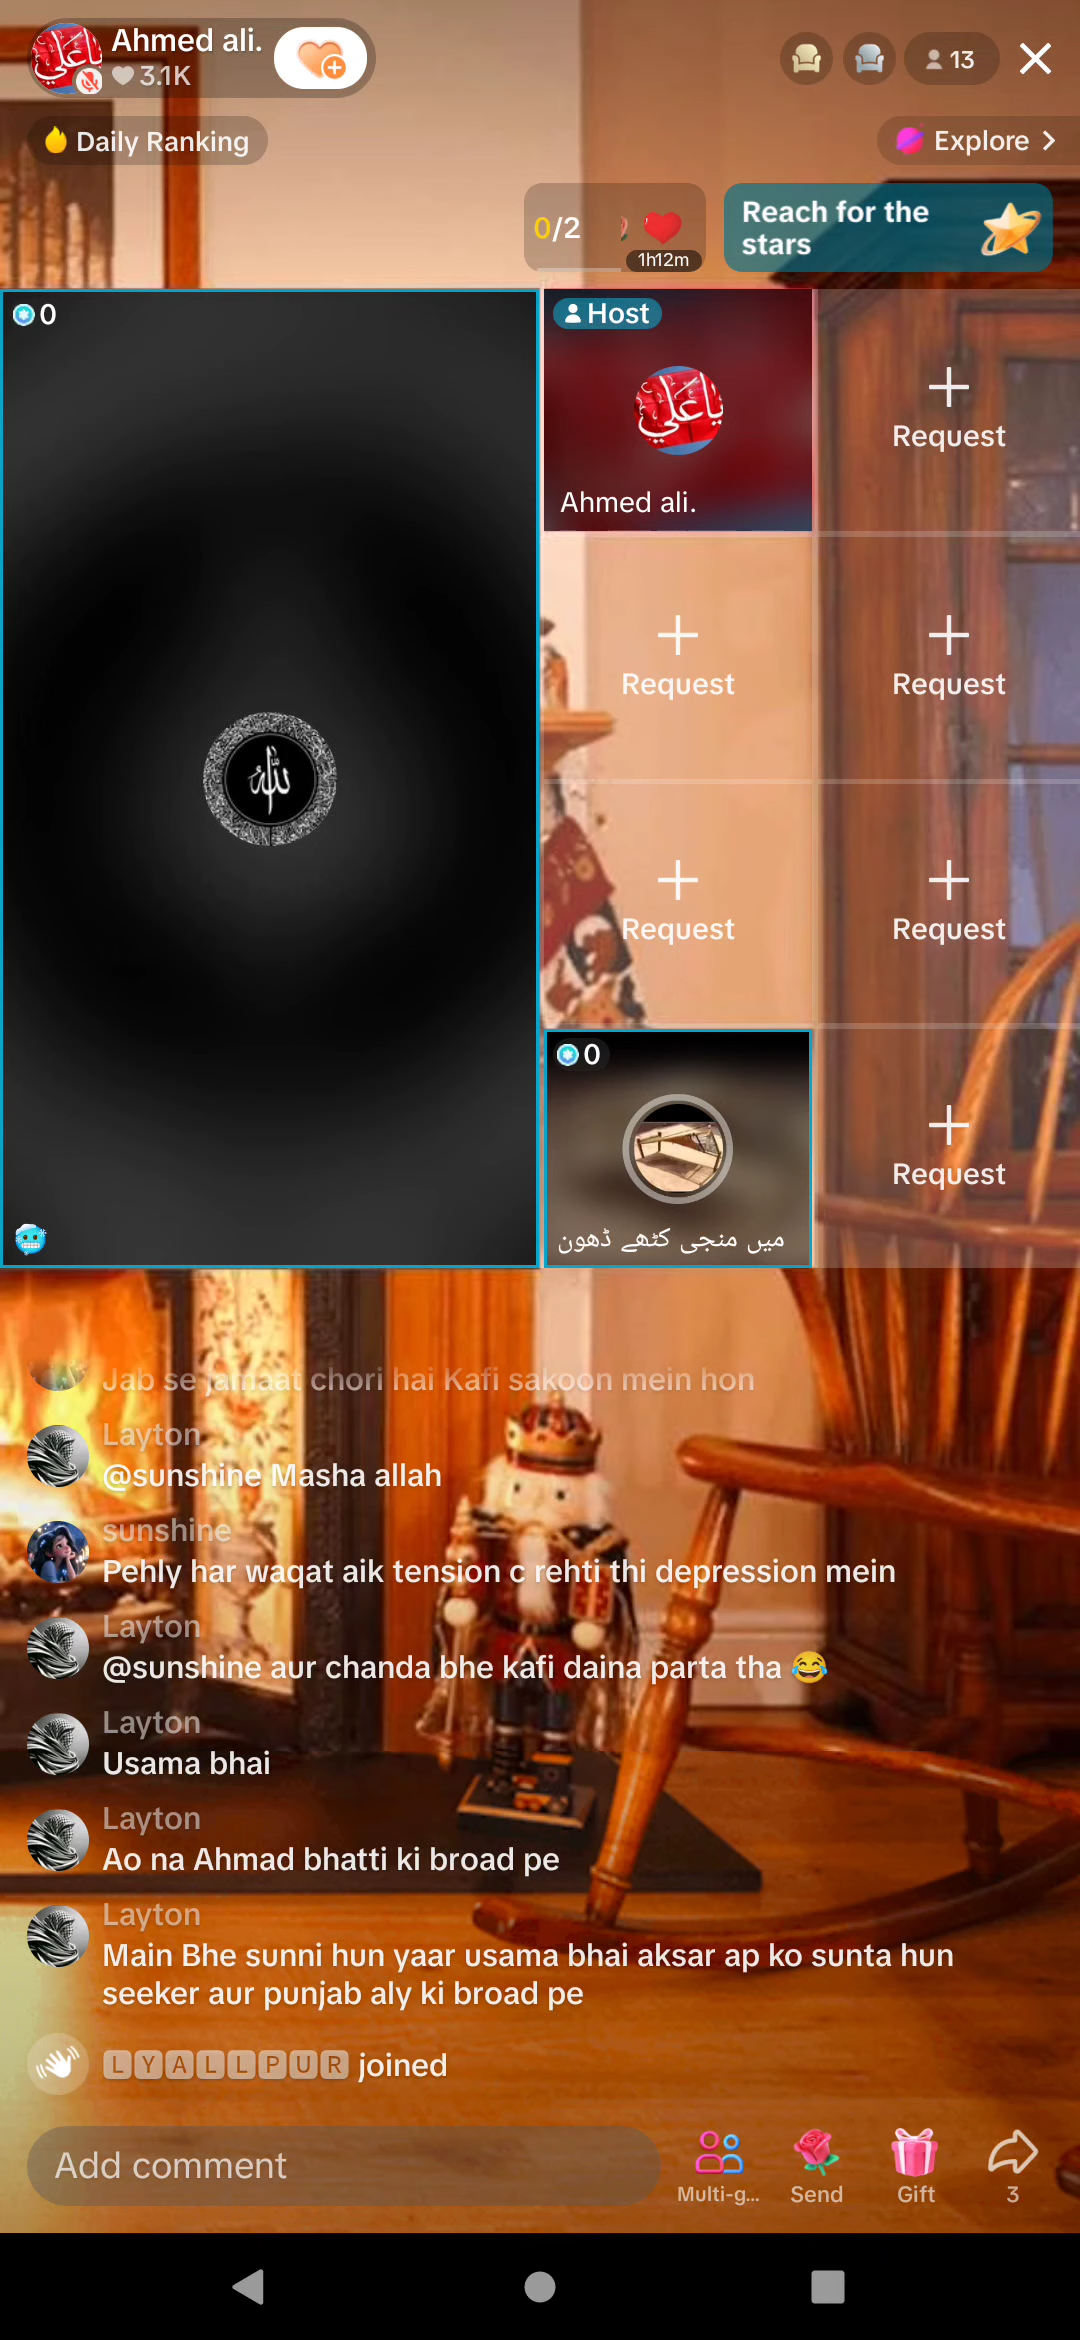 Ahmed ali.
3.1K
13
Daily Ranking
Explore
0/2
1h12m
Reach for the
stars
0
Host
يا علي
Ahmed ali.
Request
Request
Request
Request
Request
الله
0
میں منجی کٹھے ڈھون
Request
Jab se jamaat chori hai Kafi sakoon mein hon
Layton
@sunshine Masha allah
sunshine
Pehly har waqat aik tension c rehti thi depression mein
Layton
@sunshine aur chanda bhe kafi daina parta tha 😂
Layton
Usama bhai
Layton
Ao na Ahmad bhatti ki broad pe
Layton
Main Bhe sunni hun yaar usama bhai aksar ap ko sunta hun
seeker aur punjab aly ki broad pe
LYALLPUR joined
Add comment
Multi-g...
Send
Gift
3